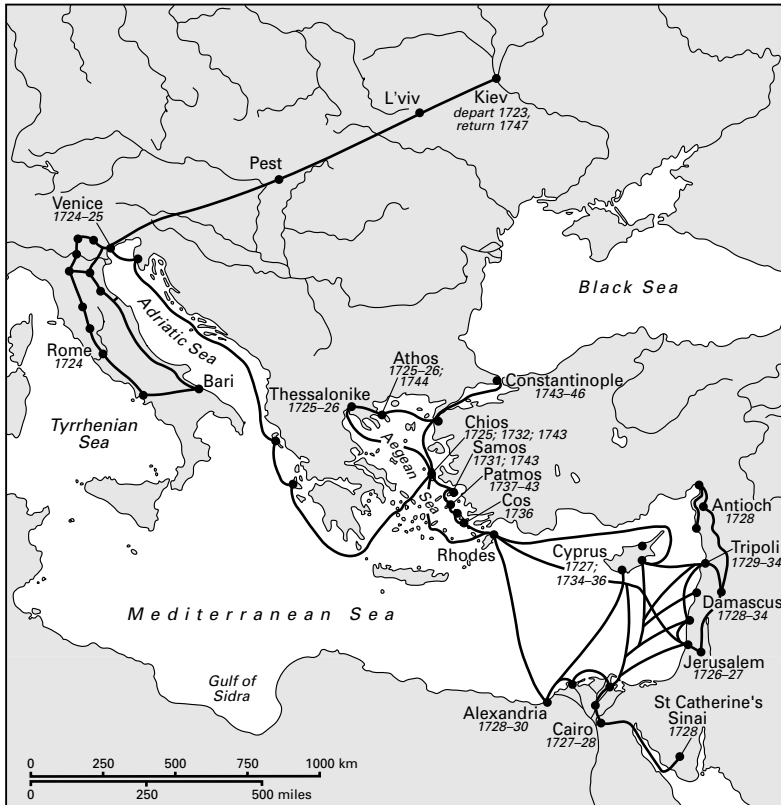 L'viv
Kiev
depart 1723,
return 1747
Pest
Venice
1724–25
Black Sea
Adriatic Sea
Rome
1724
Bari
Athos
1725–26;
1744
Thessalonike
1725–26
Constantinople
1743–46
Tyrrhenian
Sea
Chios
1725; 1732; 1743
Aegean
Sea
Samos
1731; 1743
Patmos
1737–43
Cos
1736
Rhodes
Antioch
1728
Cyprus
1727;
1734–36
Tripoli
1729–34
Mediterranean Sea
Damascus
1728–34
Jerusalem
1726–27
Gulf of
Sidra
Alexandria
1728–30
Cairo
1727–28
St Catherine's
Sinai
1728
0 250 500 750 1000 km
0 250 500 miles